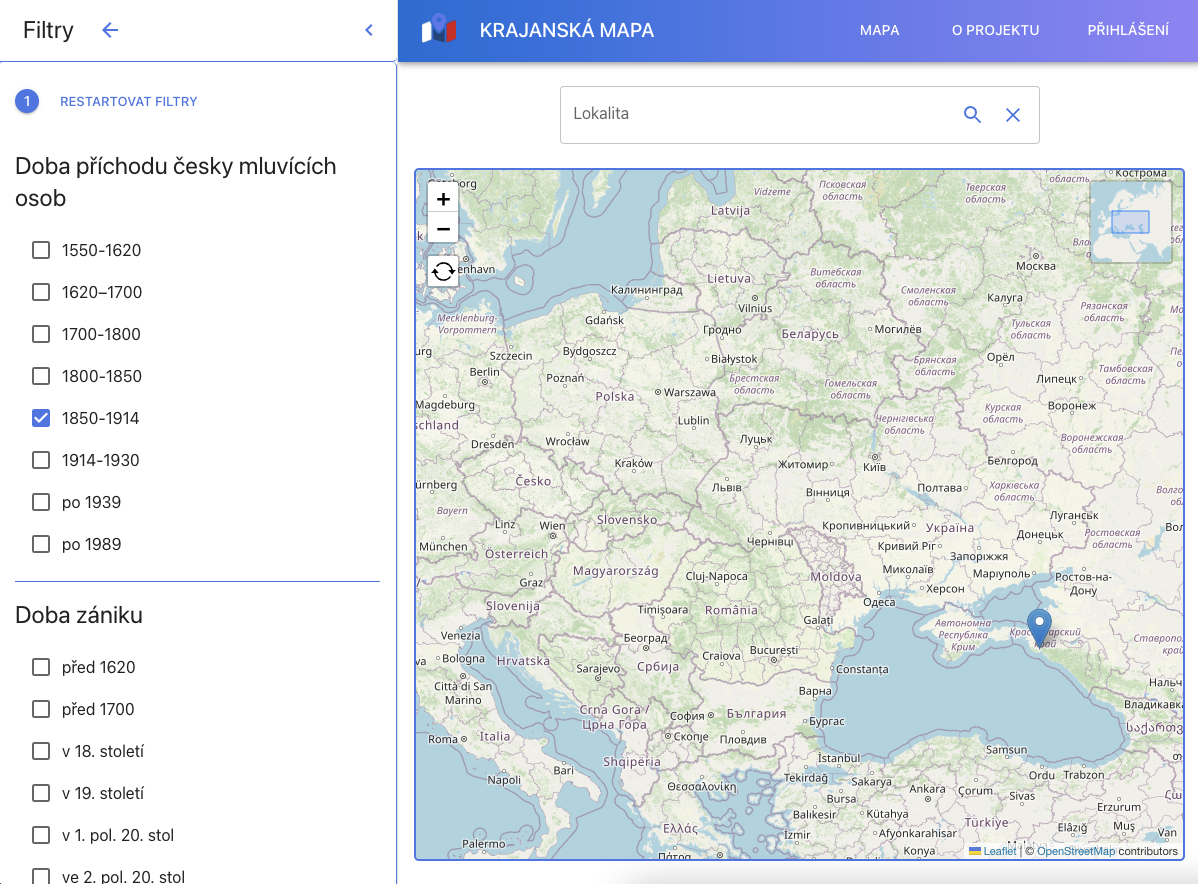 Filtry
KRAJANSKÁ MAPA
MAPA
O PROJEKTU
PŘIHLÁŠENÍ
1
RESTARTOVAT FILTRY
Doba příchodu česky mluvících
osob
1550-1620
1620–1700
1700-1800
1800-1850
1850-1914
1914-1930
po 1939
po 1989
Doba zániku
před 1620
před 1700
v 18. století
v 19. století
v 1. pol. 20. stol
ve 2. pol. 20. stol
Lokalita
+
−
Кострома
Vidzeme
Псковская
область
Тверская
область
Latvija
Москва
Lietuva
Витебская
область
Смоленская
область
Калининград
Калуга
Vilnius
Рязанская
область
Mecklenburg-
Vorpommern
Gdańsk
Гродно
Беларусь
Могилёв
Тульская
область
Szczecin
Bydgoszcz
Białystok
Орёл
Брянская
область
Berlin
Poznań
Брестская
область
Гомельская
область
Липецк
Тамбовская
область
Polska
Warszawa
Magdeburg
Lublin
Чернігівська
область
Курская
область
Воронеж
Dresden
Wrocław
Луцьк
Воронежская
область
Česko
Kraków
Житомир
Київ
Белгород
Львів
Вінниця
Полтава
Харківська
область
Bayern
Linz
Wien
Slovensko
Кропивницький
Україна
Луганськ
Донецьк
Ростовская
область
München
Österreich
Чернівці
Кривий Ріг
Запоріжжя
Graz
Magyarország
Cluj-Napoca
Moldova
Миколаїв
Маріуполь
Ростов-на-
Дону
Slovenija
Timișoara
România
Одеса
Херсон
Galați
Автономна
Республіка
Крим
Venezia
Београд
Bologna
Hrvatska
Србија
Craiova
București
Sarajevo
Constanța
Città di San
Marino
Варна
Crna Gora /
Црна Гора
София
България
Бургас
Roma
Italia
Скопје
Пловдив
Shqipëria
İstanbul
Samsun
Bari
Napoli
Θεσσαλονίκη
Tekirdağ
Sakarya
Ankara
Çorum
Ordu
Trabzon
Bursa
Sivas
Erzurum
Balıkesir
Kütahya
Ελλάς
Afyonkarahisar
Türkiye
Elâzığ
Muş
Van
İzmir
Palermo
Πάτρα
Konya
Leaflet | © OpenStreetMap contributors